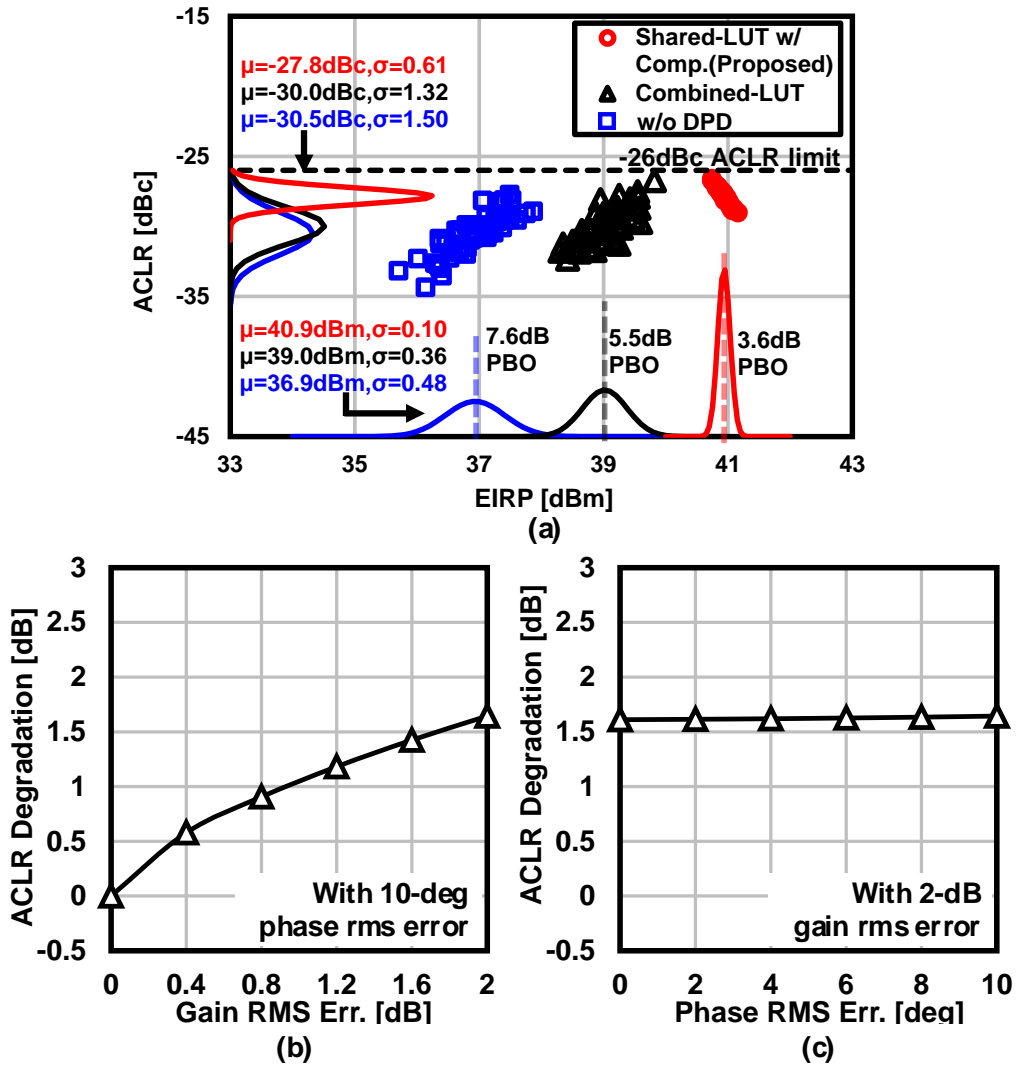 -15
-25
-35
-45
ACLR [dBc]
μ=-27.8dBc,σ=0.61
μ=-30.0dBc,σ=1.32
μ=-30.5dBc,σ=1.50
Shared-LUT w/
Comp.(Proposed)
Combined-LUT
w/o DPD
-26dBc ACLR limit
μ=40.9dBm,σ=0.10
μ=39.0dBm,σ=0.36
μ=36.9dBm,σ=0.48
7.6dB
PBO
5.5dB
PBO
3.6dB
PBO
33 35 37 39 41 43
EIRP [dBm]
(a)
3
2.5
2
1.5
1
0.5
0
-0.5
ACLR Degradation [dB]
With 10-deg
phase rms error
0 0.4 0.8 1.2 1.6 2
Gain RMS Err. [dB]
(b)
3
2.5
2
1.5
1
0.5
0
-0.5
ACLR Degradation [dB]
With 2-dB
gain rms error
0 2 4 6 8 10
Phase RMS Err. [deg]
(c)